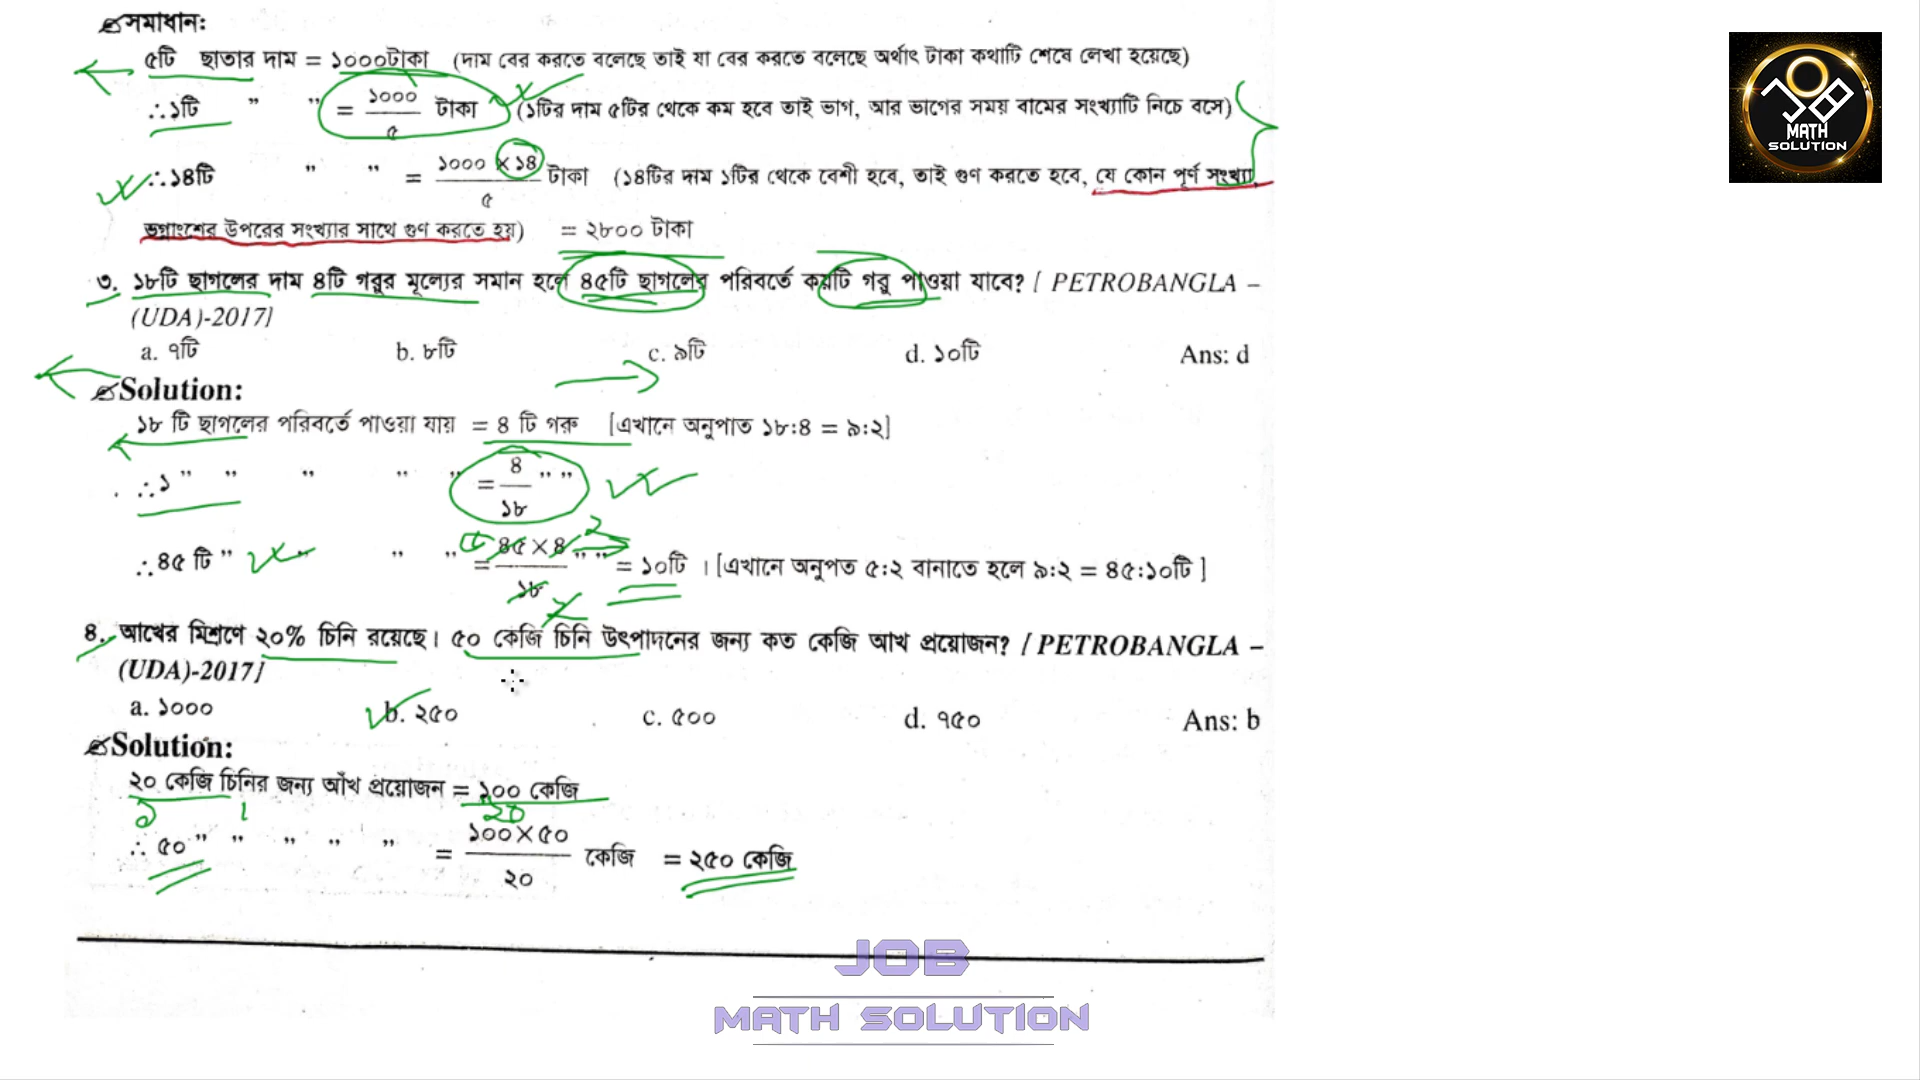 সমাধান:
৫টি ছাতার দাম = ১০০০টাকা (দাম বের করতে বলেছে তাই যা বের করতে বলেছে অর্থাৎ টাকা কথাটি শেষে লেখা হয়েছে)
∴১টি ” ” = ১০০০/৫ টাকা (১টির দাম ৫টির থেকে কম হবে তাই ভাগ, আর ভাগের সময় বামের সংখ্যাটি নিচে বসে)
∴১৪টি ” ” = ১০০০ × ১৪/৫ টাকা (১৪টির দাম ১টির থেকে বেশী হবে, তাই গুণ করতে হবে, যে কোন পূর্ণ সংখ্যা
ভগ্নাংশের উপরের সংখ্যার সাথে গুণ করতে হয়) = ২৮০০ টাকা
৩. ১৮টি ছাগলের দাম ৪টি গরুর মূল্যের সমান হলে ৪৫টি ছাগলের পরিবর্তে কয়টি গরু পাওয়া যাবে? [ PETROBANGLA –
(UDA)-2017]
a. ৭টি b. ৮টি c. ৯টি d. ১০টি Ans: d
Solution:
১৮ টি ছাগলের পরিবর্তে পাওয়া যায় = ৪ টি গরু [এখানে অনুপাত ১৮:৪ = ৯:২]
∴১ ” ” ” ” ” = ৪/১৮ ” ”
∴৪৫ টি ” ” ” ” = ৪৫ × ৪/১৮ ” ” = ১০টি । [এখানে অনুপত ৫:২ বানাতে হলে ৯:২ = ৪৫:১০টি ]
৫ 2
2
৪. আখের মিশ্রণে ২০% চিনি রয়েছে। ৫০ কেজি চিনি উৎপাদনের জন্য কত কেজি আখ প্রয়োজন? [ PETROBANGLA –
(UDA)-2017]
a. ১০০০ b. ২৫০ c. ৫০০ d. ৭৫০ Ans: b
Solution:
২০ কেজি চিনির জন্য আঁখ প্রয়োজন = ১০০ কেজি
১ ২০
∴ ৫০ ” ” ” ” ” = ১০০ × ৫০/২০ কেজি = ২৫০ কেজি
JOB
MATH SOLUTION
MATH
SOLUTION